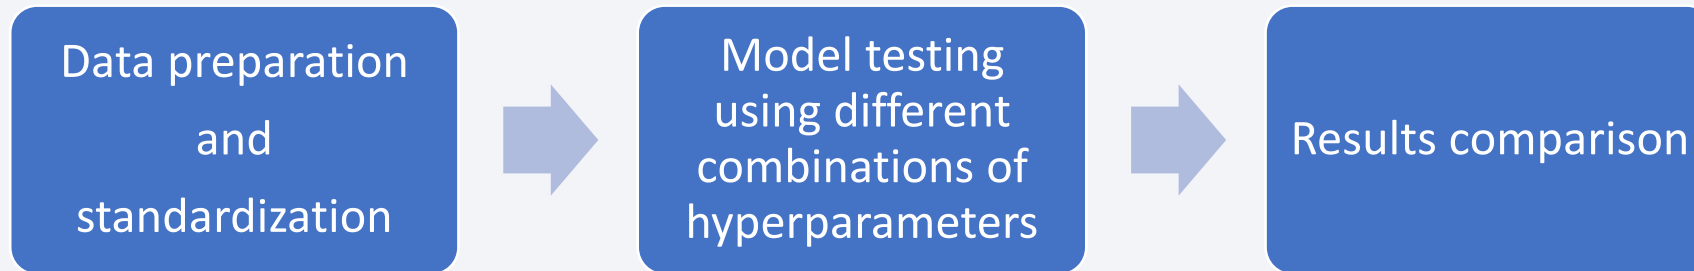 Data preparation
and
standardization
Model testing
using different
combinations of
hyperparameters
Results comparison